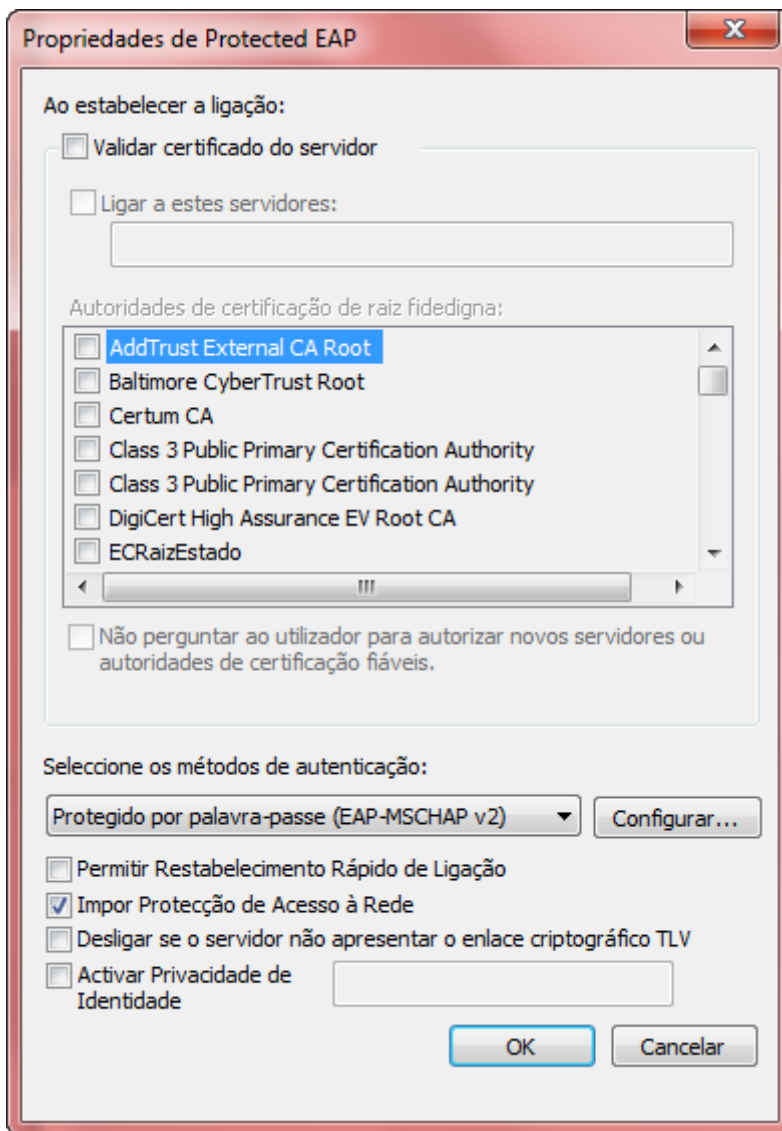 Propriedades de Protected EAP
Ao estabelecer a ligação:
Validar certificado do servidor
Ligar a estes servidores:
Autoridades de certificação de raiz fidedigna:
AddTrust External CA Root
Baltimore CyberTrust Root
Certum CA
Class 3 Public Primary Certification Authority
Class 3 Public Primary Certification Authority
DigiCert High Assurance EV Root CA
ECRaizEstado
Não perguntar ao utilizador para autorizar novos servidores ou
autoridades de certificação fiáveis.
Seleccione os métodos de autenticação:
Protegido por palavra-passe (EAP-MSCHAP v2)
Configurar...
Permitir Restabelecimento Rápido de Ligação
Impor Protecção de Acesso à Rede
Desligar se o servidor não apresentar o enlace criptográfico TLV
Activar Privacidade de
Identidade
OK
Cancelar